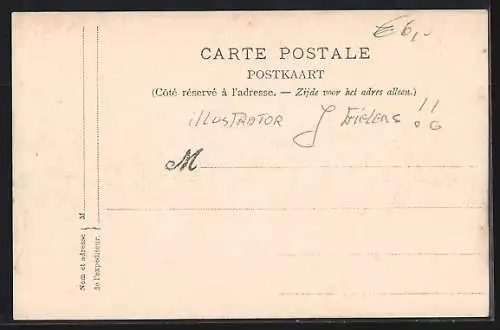 €6,-
CARTE POSTALE
POSTKAART
(Côté réservé à l'adresse. — Zijde voor het adres alleen.)
illUSTRATOR J !!
M
Nom et adresse } M.
de l'expéditeur. }